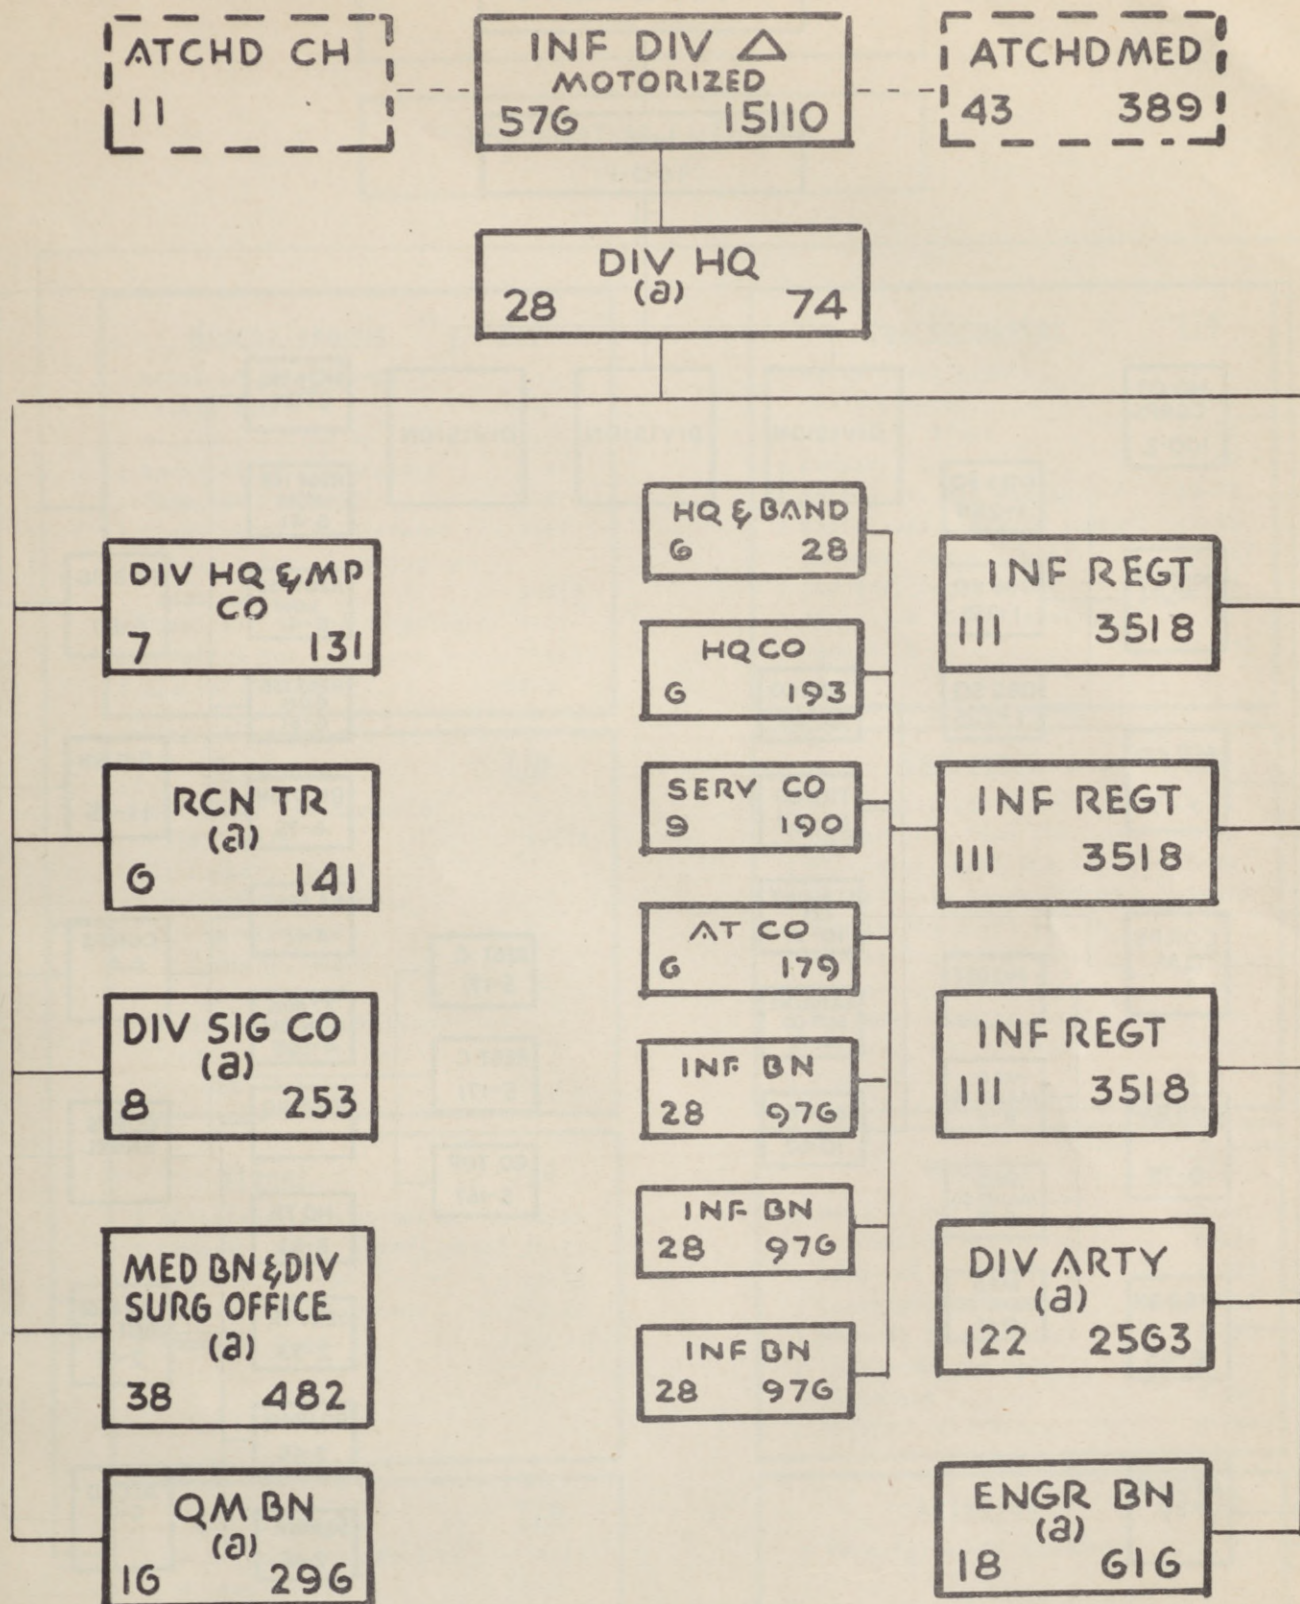 ATCHD CH
11
INF DIV △
MOTORIZED
576 15110
ATCHD MED
43 389
DIV HQ
(a)
28 74
DIV HQ & MP
CO
7 131
RCN TR
(a)
6 141
DIV SIG CO
(a)
8 253
MED BN & DIV
SURG OFFICE
(a)
38 482
QM BN
(a)
16 296
HQ & BAND
6 28
HQ CO
6 193
SERV CO
9 190
AT CO
6 179
INF BN
28 976
INF BN
28 976
INF BN
28 976
INF REGT
111 3518
INF REGT
111 3518
INF REGT
111 3518
DIV ARTY
(a)
122 2563
ENGR BN
(a)
18 616